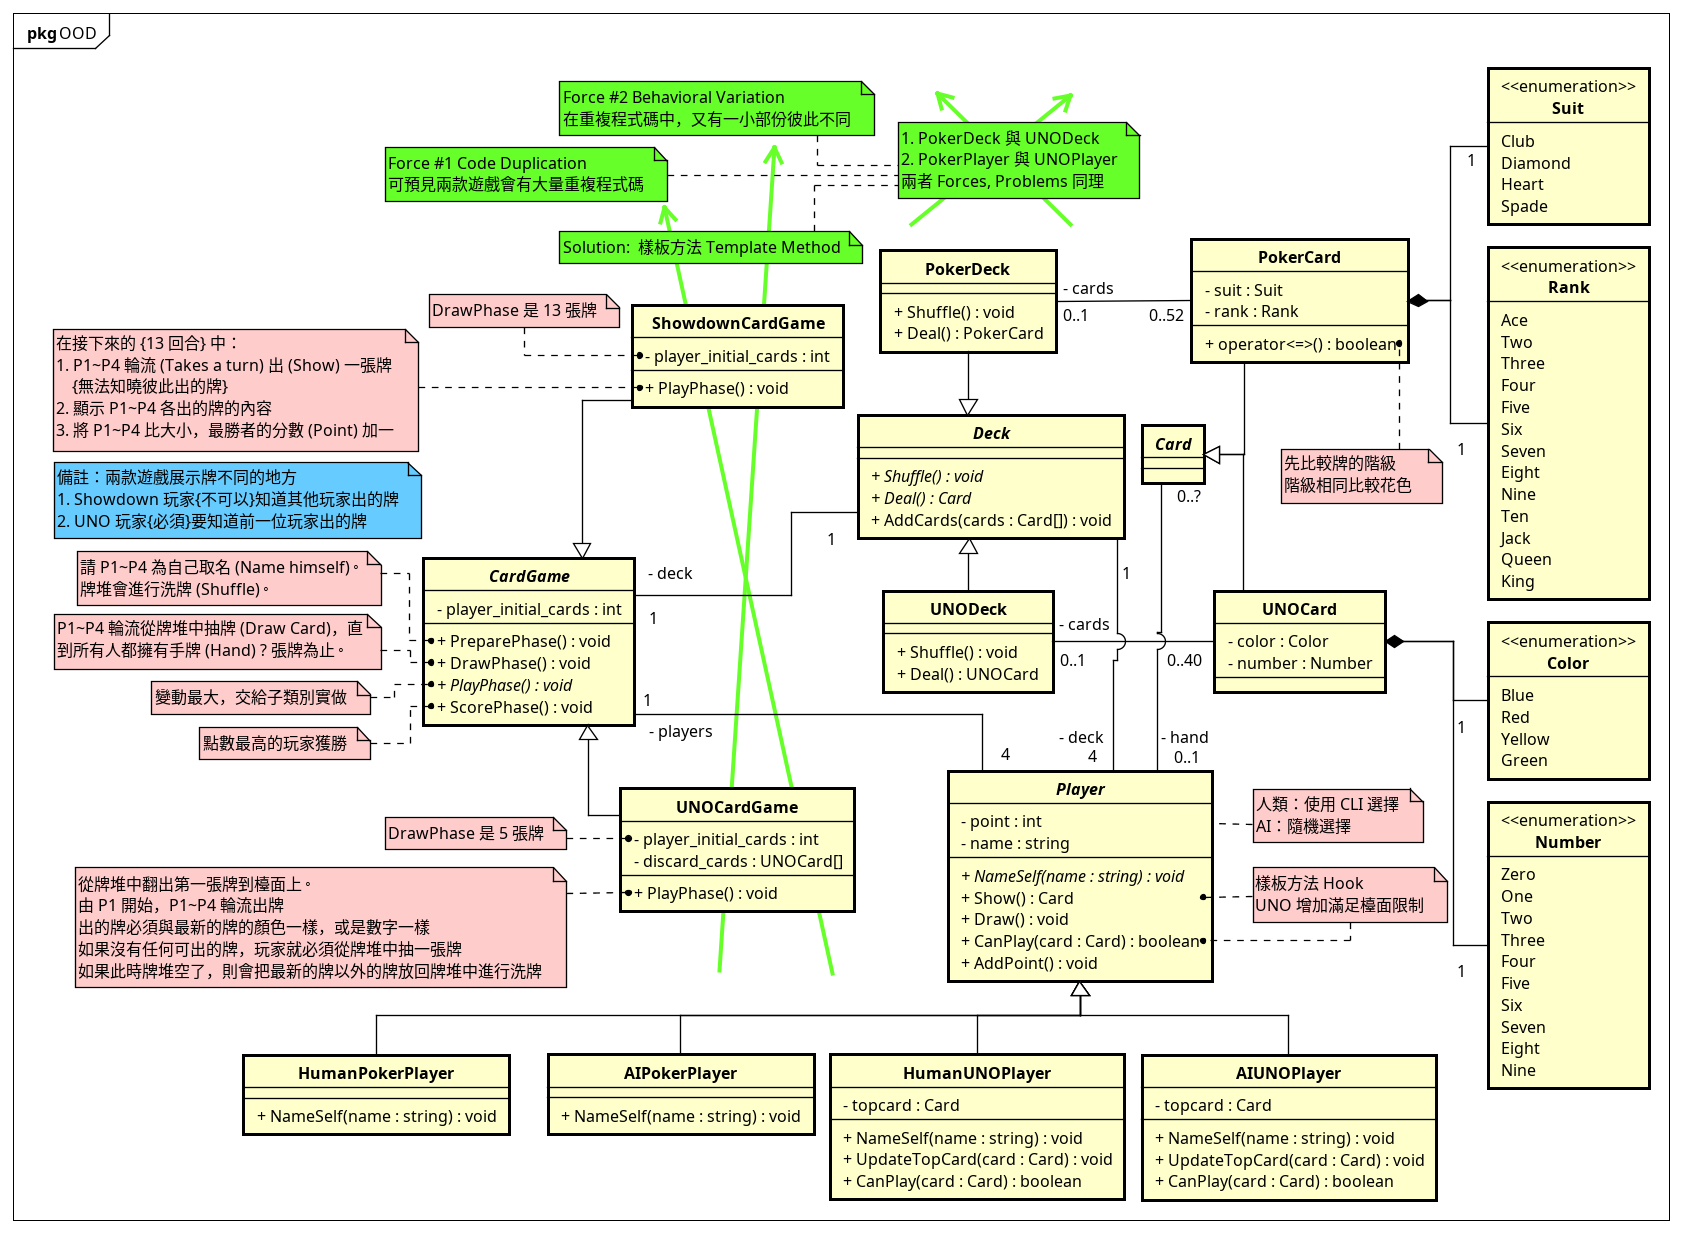 pkg OOD
Force #2 Behavioral Variation
在重複程式碼中，又有一小部份彼此不同
Force #1 Code Duplication
可預見兩款遊戲會有大量重複程式碼
1. PokerDeck 與 UNODeck
2. PokerPlayer 與 UNOPlayer
兩者 Forces, Problems 同理
Solution:  樣板方法 Template Method
<<enumeration>>
Suit
Club
Diamond
Heart
Spade
1
<<enumeration>>
Rank
Ace
Two
Three
Four
Five
Six
Seven
Eight
Nine
Ten
Jack
Queen
King
1
PokerDeck
+ Shuffle() : void
+ Deal() : PokerCard
- cards
0..1
0..52
PokerCard
- suit : Suit
- rank : Rank
+ operator<=>() : boolean
先比較牌的階級
階級相同比較花色
DrawPhase 是 13 張牌
ShowdownCardGame
- player_initial_cards : int
+ PlayPhase() : void
在接下來的 {13 回合} 中：
1. P1~P4 輪流 (Takes a turn) 出 (Show) 一張牌
{無法知曉彼此出的牌}
2. 顯示 P1~P4 各出的牌的內容
3. 將 P1~P4 比大小，最勝者的分數 (Point) 加一
備註：兩款遊戲展示牌不同的地方
1. Showdown 玩家{不可以}知道其他玩家出的牌
2. UNO 玩家{必須}要知道前一位玩家出的牌
Deck
+ Shuffle() : void
+ Deal() : Card
+ AddCards(cards : Card[]) : void
Card
0..?
1
1
請 P1~P4 為自己取名 (Name himself)。
牌堆會進行洗牌 (Shuffle)。
P1~P4 輪流從牌堆中抽牌 (Draw Card)，直
到所有人都擁有手牌 (Hand) ? 張牌為止。
變動最大，交給子類別實做
點數最高的玩家獲勝
CardGame
- player_initial_cards : int
+ PreparePhase() : void
+ DrawPhase() : void
+ PlayPhase() : void
+ ScorePhase() : void
- deck
1
1
- players
4
UNODeck
+ Shuffle() : void
+ Deal() : UNOCard
- cards
0..1
0..40
UNOCard
- color : Color
- number : Number
<<enumeration>>
Color
Blue
Red
Yellow
Green
1
- deck
4
- hand
0..1
DrawPhase 是 5 張牌
UNOCardGame
- player_initial_cards : int
- discard_cards : UNOCard[]
+ PlayPhase() : void
從牌堆中翻出第一張牌到檯面上。
由 P1 開始，P1~P4 輪流出牌
出的牌必須與最新的牌的顏色一樣，或是數字一樣
如果沒有任何可出的牌，玩家就必須從牌堆中抽一張牌
如果此時牌堆空了，則會把最新的牌以外的牌放回牌堆中進行洗牌
Player
- point : int
- name : string
+ NameSelf(name : string) : void
+ Show() : Card
+ Draw() : void
+ CanPlay(card : Card) : boolean
+ AddPoint() : void
人類：使用 CLI 選擇
AI：隨機選擇
樣板方法 Hook
UNO 增加滿足檯面限制
<<enumeration>>
Number
Zero
One
Two
Three
Four
Five
Six
Seven
Eight
Nine
1
HumanPokerPlayer
+ NameSelf(name : string) : void
AIPokerPlayer
+ NameSelf(name : string) : void
HumanUNOPlayer
- topcard : Card
+ NameSelf(name : string) : void
+ UpdateTopCard(card : Card) : void
+ CanPlay(card : Card) : boolean
AIUNOPlayer
- topcard : Card
+ NameSelf(name : string) : void
+ UpdateTopCard(card : Card) : void
+ CanPlay(card : Card) : boolean